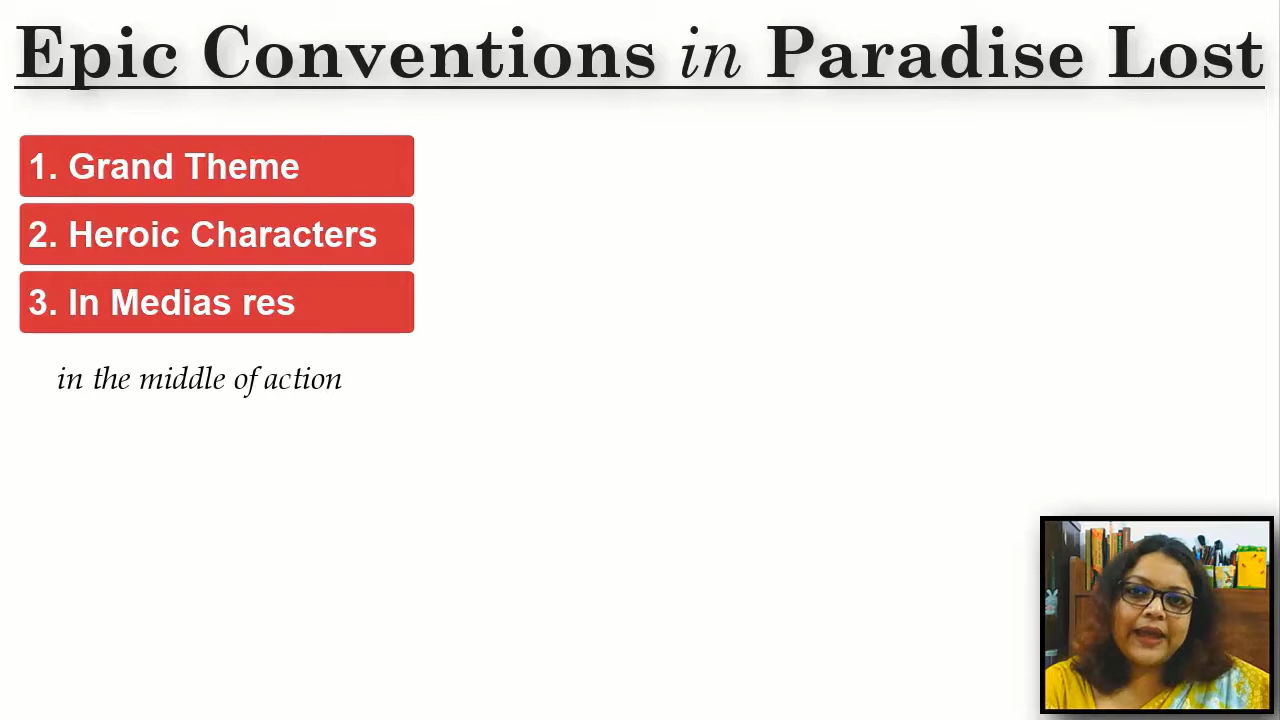 Epic Conventions in Paradise Lost
1. Grand Theme
2. Heroic Characters
3. In Medias res
in the middle of action